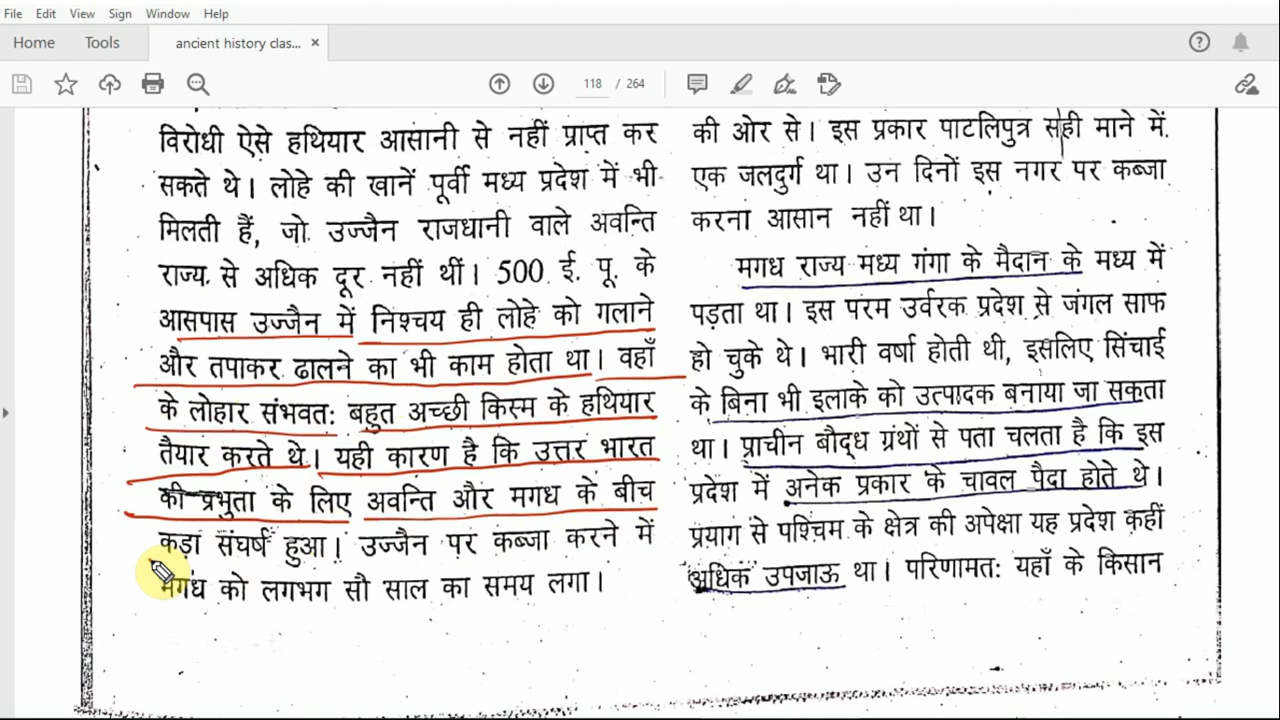 File Edit View Sign Window Help
Home Tools ancient history clas... ×
118 / 264
विरोधी ऐसे हथियार आसानी से नहीं प्राप्त कर
सकते थे। लोहे की खानें पूर्वी मध्य प्रदेश में भी
मिलती हैं, जो उज्जैन राजधानी वाले अवन्ति
राज्य से अधिक दूर नहीं थीं। 500 ई. पू. के
आसपास उज्जैन में निश्चय ही लोहे को गलाने
और तपाकर ढालने का भी काम होता था। वहाँ
के लोहार संभवत: बहुत अच्छी किस्म के हथियार
तैयार करते थे। यही कारण है कि उत्तर भारत
की प्रभुता के लिए अवन्ति और मगध के बीच
कड़ा संघर्ष हुआ। उज्जैन पर कब्जा करने में
मगध को लगभग सौ साल का समय लगा।
की ओर से। इस प्रकार पाटलिपुत्र सही माने में
एक जलदुर्ग था। उन दिनों इस नगर पर कब्जा
करना आसान नहीं था।
मगध राज्य मध्य गंगा के मैदान के मध्य में
पड़ता था। इस परम उर्वरक प्रदेश से जंगल साफ
हो चुके थे। भारी वर्षा होती थी, इसलिए सिंचाई
के बिना भी इलाके को उत्पादक बनाया जा सकता
था। प्राचीन बौद्ध ग्रंथों से पता चलता है कि इस
प्रदेश में अनेक प्रकार के चावल पैदा होते थे।
प्रयाग से पश्चिम के क्षेत्र की अपेक्षा यह प्रदेश कहीं
अधिक उपजाऊ था। परिणामत: यहाँ के किसान